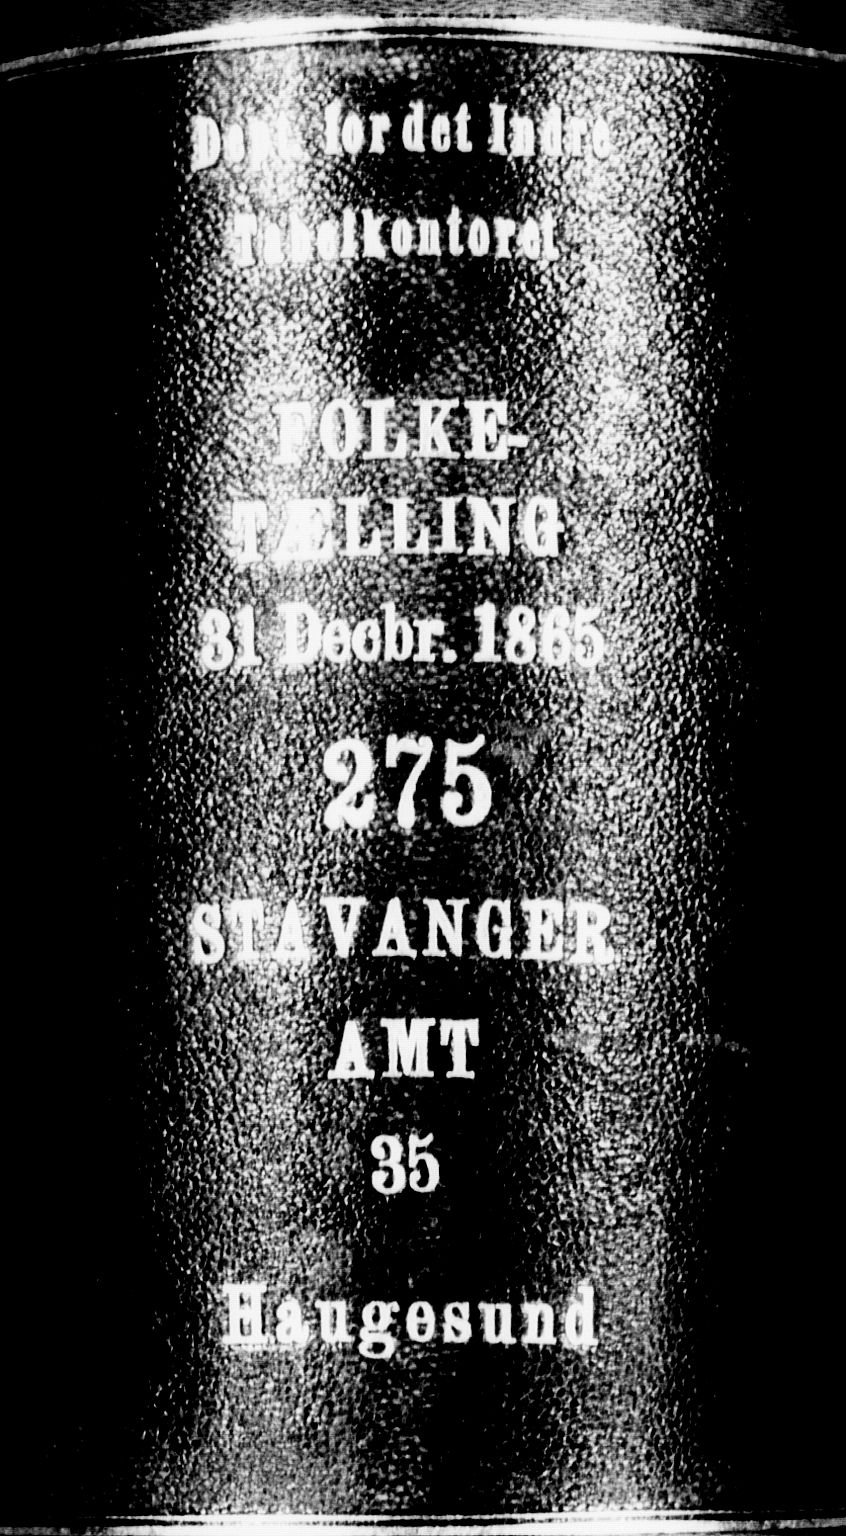 Dept. for det Indre
Tabelkontoret
FOLKE-
TÆLLING
31 Decbr. 1865
275
STAVANGER
AMT
35
Haugesund